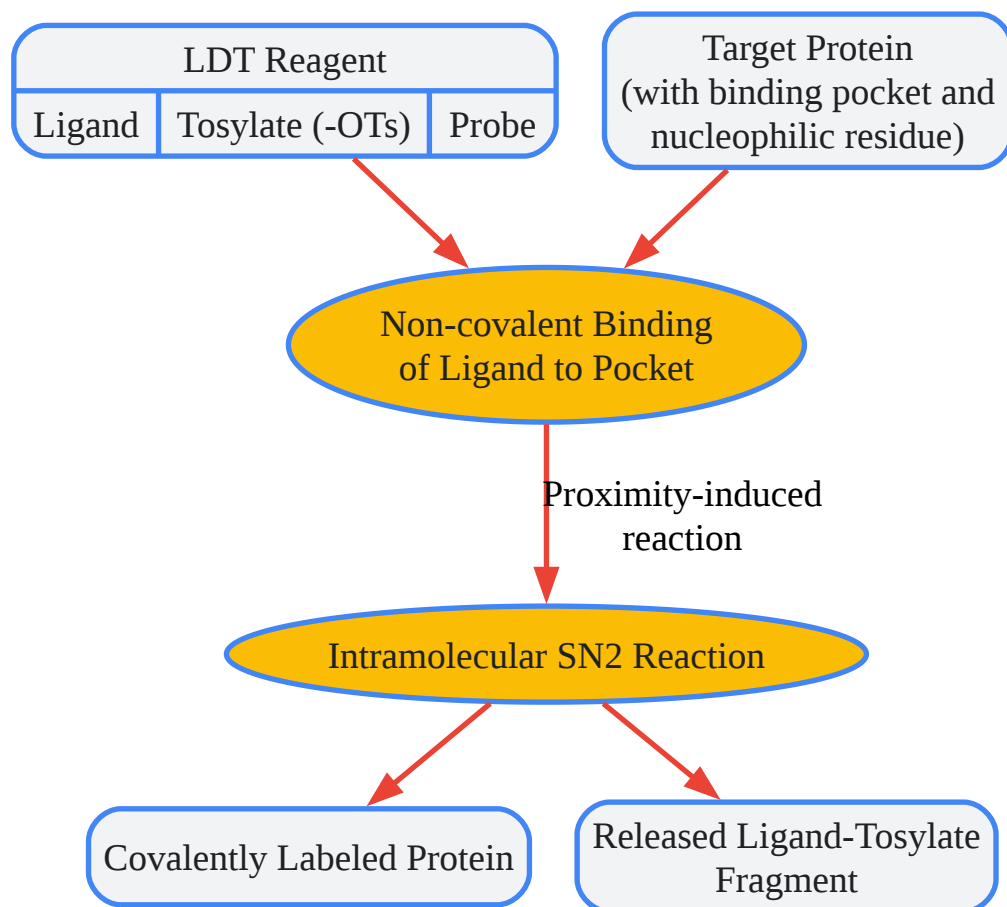 LDT Reagent
Ligand
Tosylate (-OTs)
Probe
Target Protein
(with binding pocket and
nucleophilic residue)
Non-covalent Binding
of Ligand to Pocket
Proximity-induced
reaction
Intramolecular SN2 Reaction
Covalently Labeled Protein
Released Ligand-Tosylate
Fragment